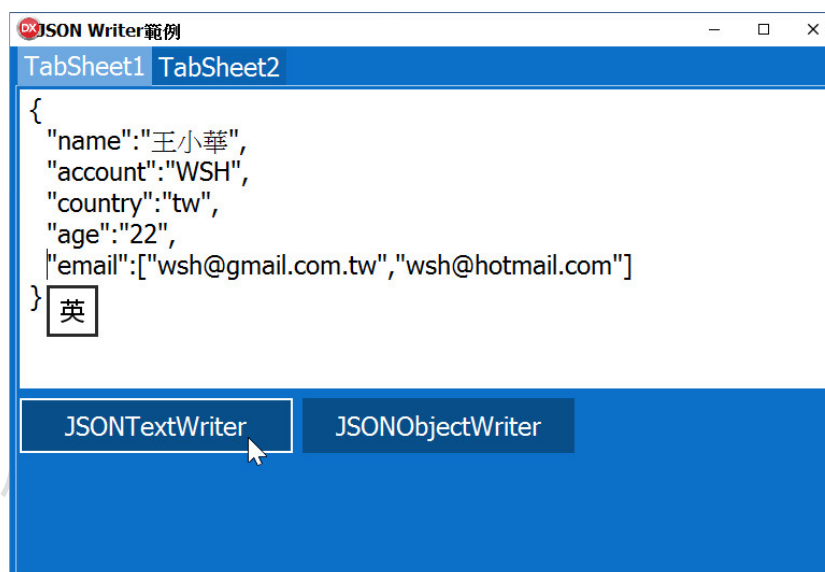 DX JSON Writer範例
TabSheet1 TabSheet2
{
"name":"王小華",
"account":"WSH",
"country":"tw",
"age":"22",
"email":["wsh@gmail.com.tw","wsh@hotmail.com"]
}
英
JSONTextWriter JSONObjectWriter